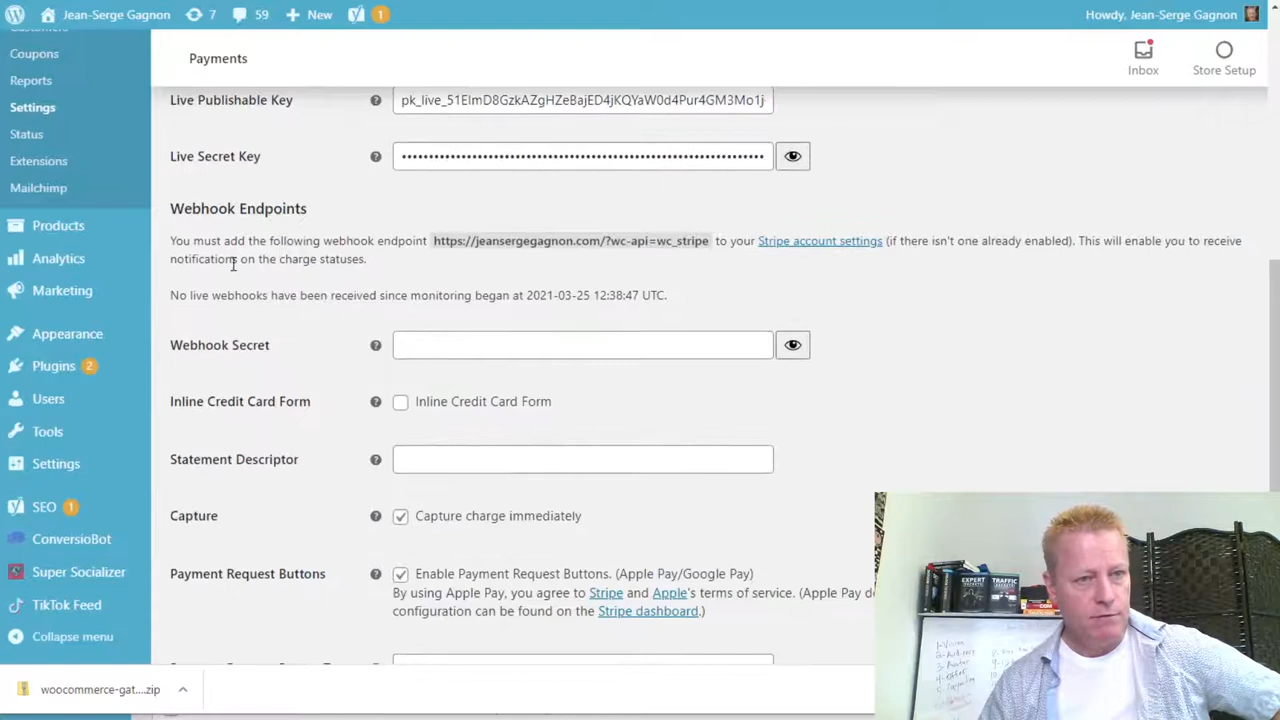 Jean-Serge Gagnon 7 59 New 1 Howdy, Jean-Serge Gagnon
Customers
Coupons
Reports
Settings
Status
Extensions
Mailchimp
Products
Analytics
Marketing
Appearance
Plugins 2
Users
Tools
Settings
SEO 1
ConversioBot
Super Socializer
TikTok Feed
Collapse menu
Payments
Inbox
Store Setup
Live Publishable Key
Live Secret Key ••••••••••••••••••••••••••••••••••••••••••••••••••••••••••••••••
Webhook Endpoints
You must add the following webhook endpoint https://jeansergegagnon.com/?wc-api=wc_stripe to your Stripe account settings (if there isn't one already enabled). This will enable you to receive
notifications on the charge statuses.
No live webhooks have been received since monitoring began at 2021-03-25 12:38:47 UTC.
Webhook Secret
Inline Credit Card Form Inline Credit Card Form
Statement Descriptor
Capture Capture charge immediately
Payment Request Buttons Enable Payment Request Buttons. (Apple Pay/Google Pay)
By using Apple Pay, you agree to Stripe and Apple's terms of service. (Apple Pay do
configuration can be found on the Stripe dashboard.)
woocommerce-gat....zip
EXPERT
SECRETS
TRAFFIC
SECRETS